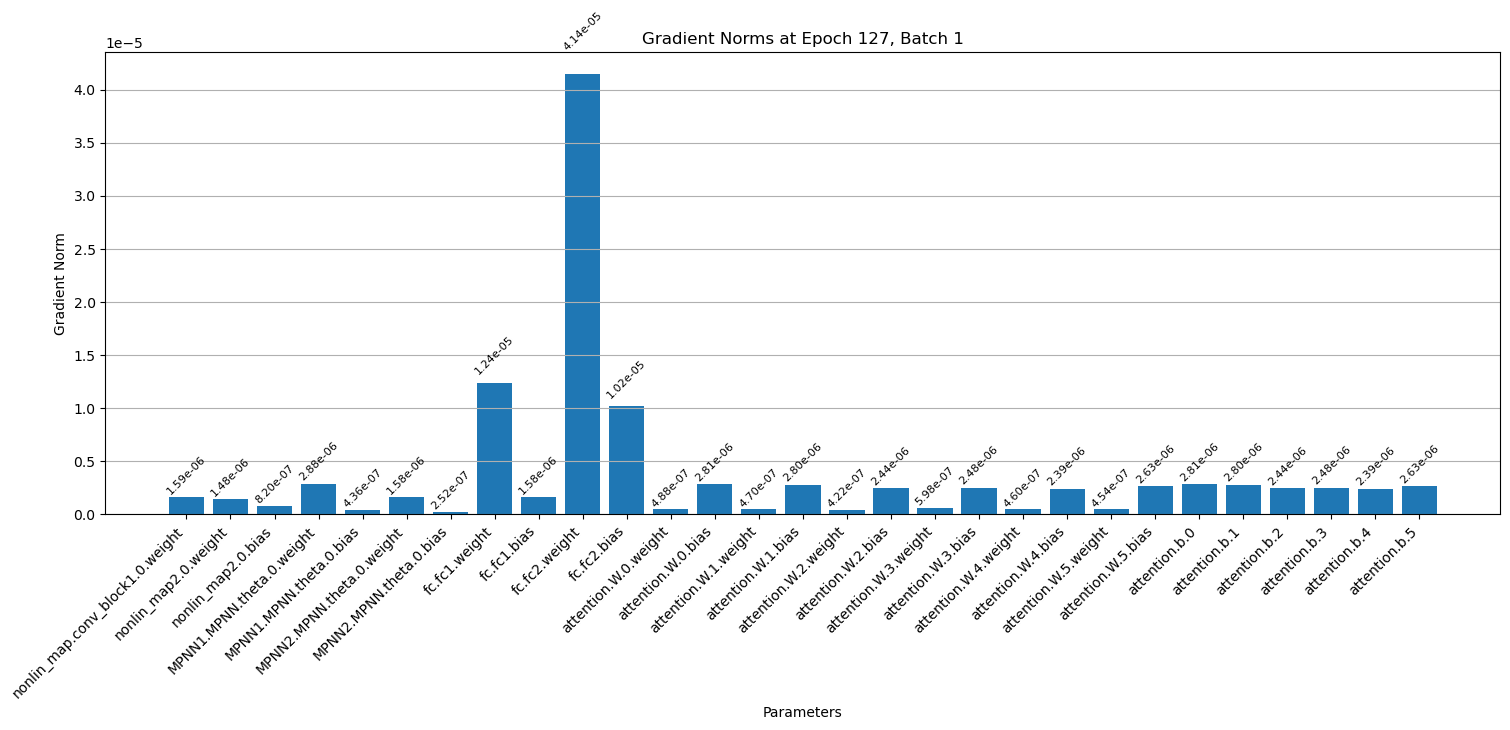 Gradient Norms at Epoch 127, Batch 1
1e−5
4.0
3.5
3.0
2.5
2.0
1.5
1.0
0.5
0.0
Gradient Norm
1.59e-06
1.48e-06
8.20e-07
2.88e-06
4.36e-07
1.58e-06
2.52e-07
1.24e-05
1.58e-06
4.14e-05
1.02e-05
4.88e-07
2.81e-06
4.70e-07
2.80e-06
4.22e-07
2.44e-06
5.98e-07
2.48e-06
4.60e-07
2.39e-06
4.54e-07
2.63e-06
2.81e-06
2.80e-06
2.44e-06
2.48e-06
2.39e-06
2.63e-06
nonlin_map.conv_block1.0.weight
nonlin_map2.0.weight
nonlin_map2.0.bias
MPNN1.MPNN.theta.0.weight
MPNN1.MPNN.theta.0.bias
MPNN2.MPNN.theta.0.weight
MPNN2.MPNN.theta.0.bias
fc.fc1.weight
fc.fc1.bias
fc.fc2.weight
fc.fc2.bias
attention.W.0.weight
attention.W.0.bias
attention.W.1.weight
attention.W.1.bias
attention.W.2.weight
attention.W.2.bias
attention.W.3.weight
attention.W.3.bias
attention.W.4.weight
attention.W.4.bias
attention.W.5.weight
attention.W.5.bias
attention.b.0
attention.b.1
attention.b.2
attention.b.3
attention.b.4
attention.b.5
Parameters